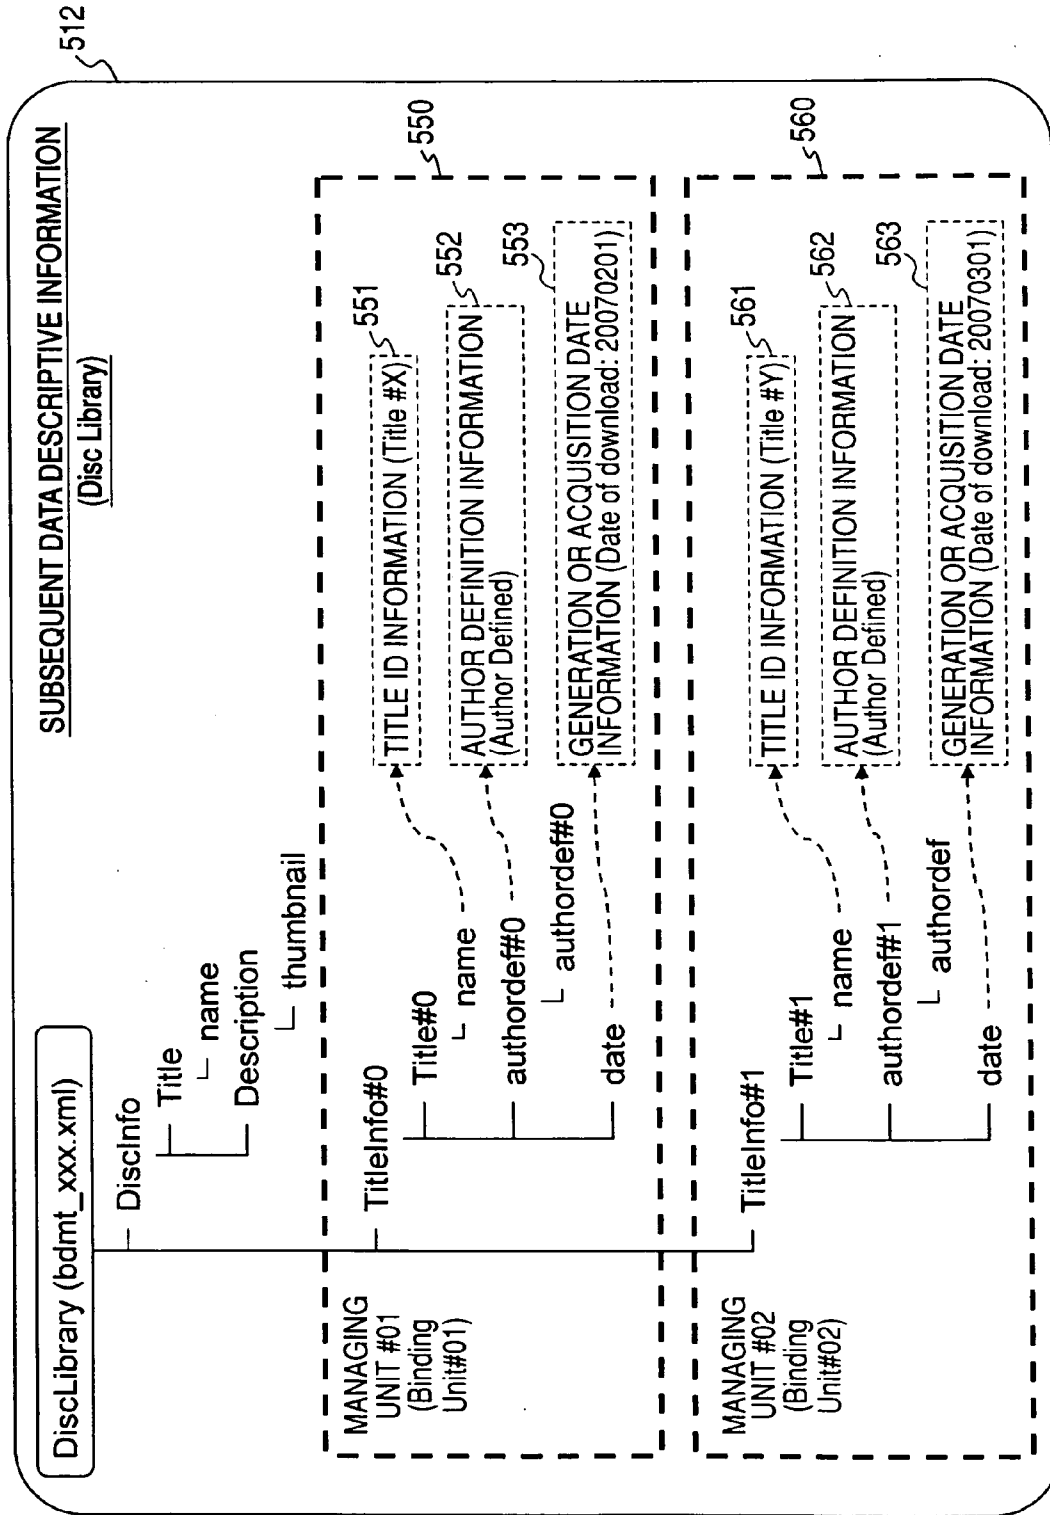 512
SUBSEQUENT DATA DESCRIPTIVE INFORMATION
(Disc Library)
DiscLibrary (bdmt_xxx.xml)
DiscInfo
Title
name
Description
thumbnail
550
MANAGING
UNIT #01
(Binding
Unit#01)
TitleInfo#0
Title#0
name
authordef#0
authordef#0
date
TITLE ID INFORMATION (Title #X)
551
AUTHOR DEFINITION INFORMATION
(Author Defined)
552
GENERATION OR ACQUISITION DATE
INFORMATION (Date of download: 20070201)
553
560
MANAGING
UNIT #02
(Binding
Unit#02)
TitleInfo#1
Title#1
name
authordef#1
authordef
date
TITLE ID INFORMATION (Title #Y)
561
AUTHOR DEFINITION INFORMATION
(Author Defined)
562
GENERATION OR ACQUISITION DATE
INFORMATION (Date of download: 20070301)
563